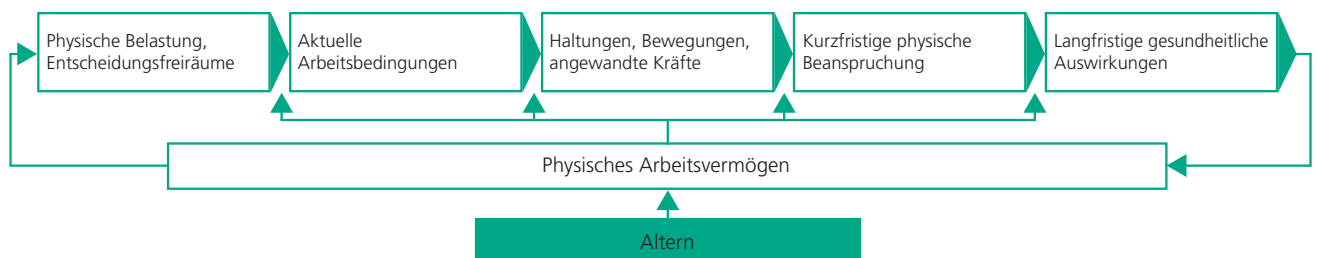 Physische Belastung,
Entscheidungsfreiräume
Aktuelle
Arbeitsbedingungen
Haltungen, Bewegungen,
angewandte Kräfte
Kurzfristige physische
Beanspruchung
Langfristige gesundheitliche
Auswirkungen
Physisches Arbeitsvermögen
Altern